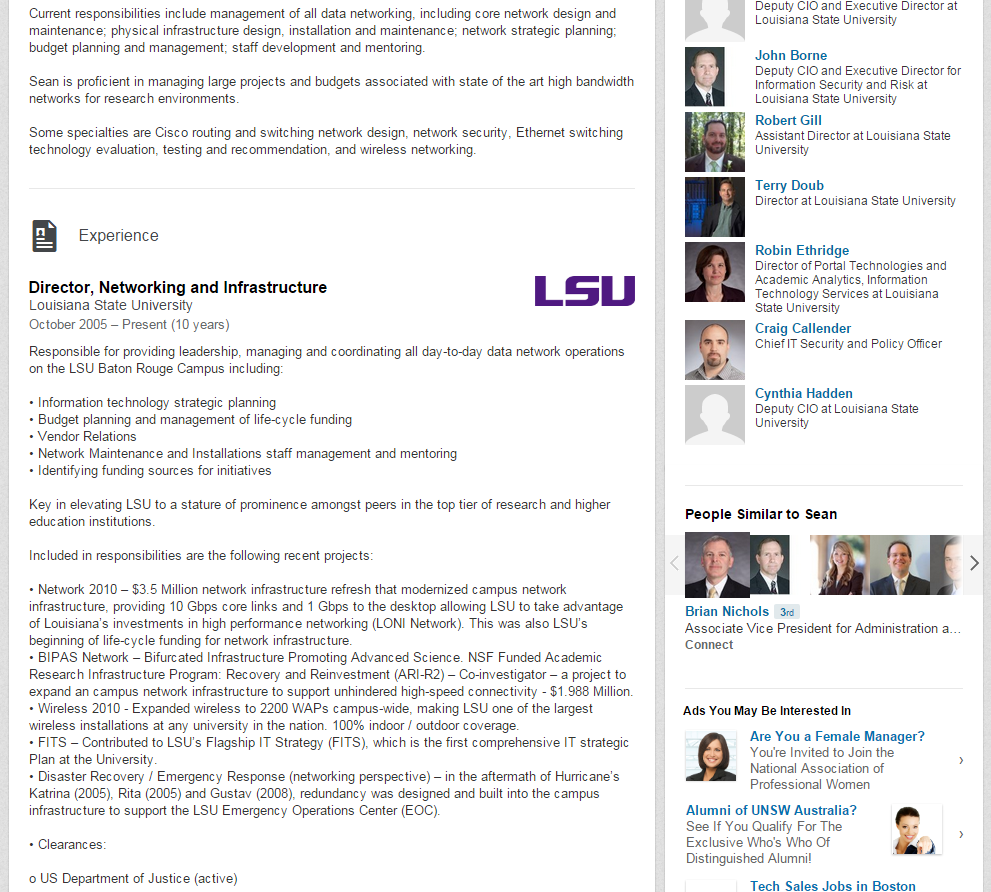 Current responsibilities include management of all data networking, including core network design and
maintenance; physical infrastructure design, installation and maintenance; network strategic planning;
budget planning and management; staff development and mentoring.
Sean is proficient in managing large projects and budgets associated with state of the art high bandwidth
networks for research environments.
Some specialties are Cisco routing and switching network design, network security, Ethernet switching
technology evaluation, testing and recommendation, and wireless networking.
Experience
Director, Networking and Infrastructure
LSU
Louisiana State University
October 2005 – Present (10 years)
Responsible for providing leadership, managing and coordinating all day-to-day data network operations
on the LSU Baton Rouge Campus including:
• Information technology strategic planning
• Budget planning and management of life-cycle funding
• Vendor Relations
• Network Maintenance and Installations staff management and mentoring
• Identifying funding sources for initiatives
Key in elevating LSU to a stature of prominence amongst peers in the top tier of research and higher
education institutions.
Included in responsibilities are the following recent projects:
• Network 2010 – $3.5 Million network infrastructure refresh that modernized campus network
infrastructure, providing 10 Gbps core links and 1 Gbps to the desktop allowing LSU to take advantage
of Louisiana's investments in high performance networking (LONI Network). This was also LSU's
beginning of life-cycle funding for network infrastructure.
• BIPAS Network – Bifurcated Infrastructure Promoting Advanced Science. NSF Funded Academic
Research Infrastructure Program: Recovery and Reinvestment (ARI-R2) – Co-investigator – a project to
expand an campus network infrastructure to support unhindered high-speed connectivity - $1.988 Million.
• Wireless 2010 - Expanded wireless to 2200 WAPs campus-wide, making LSU one of the largest
wireless installations at any university in the nation. 100% indoor / outdoor coverage.
• FITS – Contributed to LSU's Flagship IT Strategy (FITS), which is the first comprehensive IT strategic
Plan at the University.
• Disaster Recovery / Emergency Response (networking perspective) – in the aftermath of Hurricane's
Katrina (2005), Rita (2005) and Gustav (2008), redundancy was designed and built into the campus
infrastructure to support the LSU Emergency Operations Center (EOC).
• Clearances:
o US Department of Justice (active)
Deputy CIO and Executive Director at
Louisiana State University
John Borne
Deputy CIO and Executive Director for
Information Security and Risk at
Louisiana State University
Robert Gill
Assistant Director at Louisiana State
University
Terry Doub
Director at Louisiana State University
Robin Ethridge
Director of Portal Technologies and
Academic Analytics, Information
Technology Services at Louisiana
State University
Craig Callender
Chief IT Security and Policy Officer
Cynthia Hadden
Deputy CIO at Louisiana State
University
People Similar to Sean
Brian Nichols 3rd
Associate Vice President for Administration a...
Connect
Ads You May Be Interested In
Are You a Female Manager?
You're Invited to Join the
National Association of
Professional Women
Alumni of UNSW Australia?
See If You Qualify For The
Exclusive Who's Who Of
Distinguished Alumni!
Tech Sales Jobs in Boston